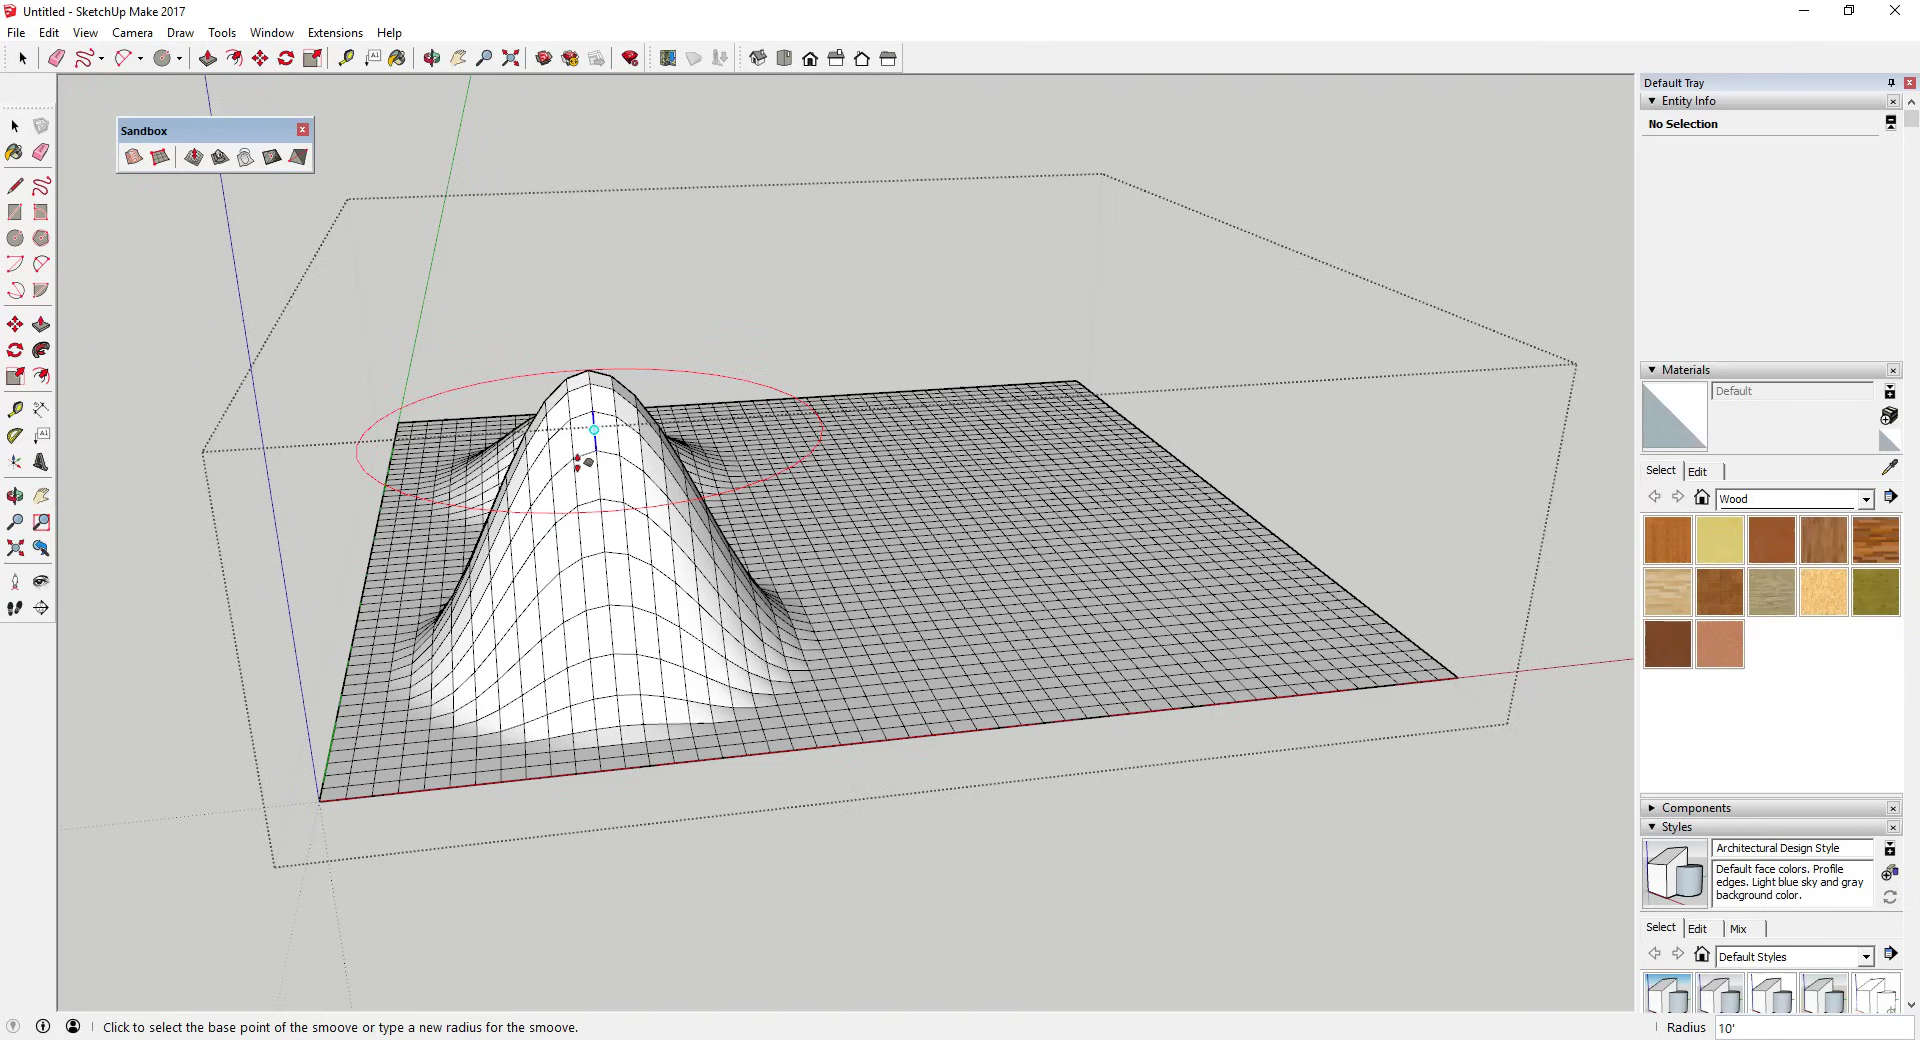 Untitled - SketchUp Make 2017
File Edit View Camera Draw Tools Window Extensions Help
Default Tray
Entity Info
No Selection
Sandbox
Materials
Default
Select Edit
Wood
Components
Styles
Architectural Design Style
Default face colors. Profile
edges. Light blue sky and gray
background color.
Select Edit Mix
Default Styles
Click to select the base point of the smoove or type a new radius for the smoove.
Radius 10'